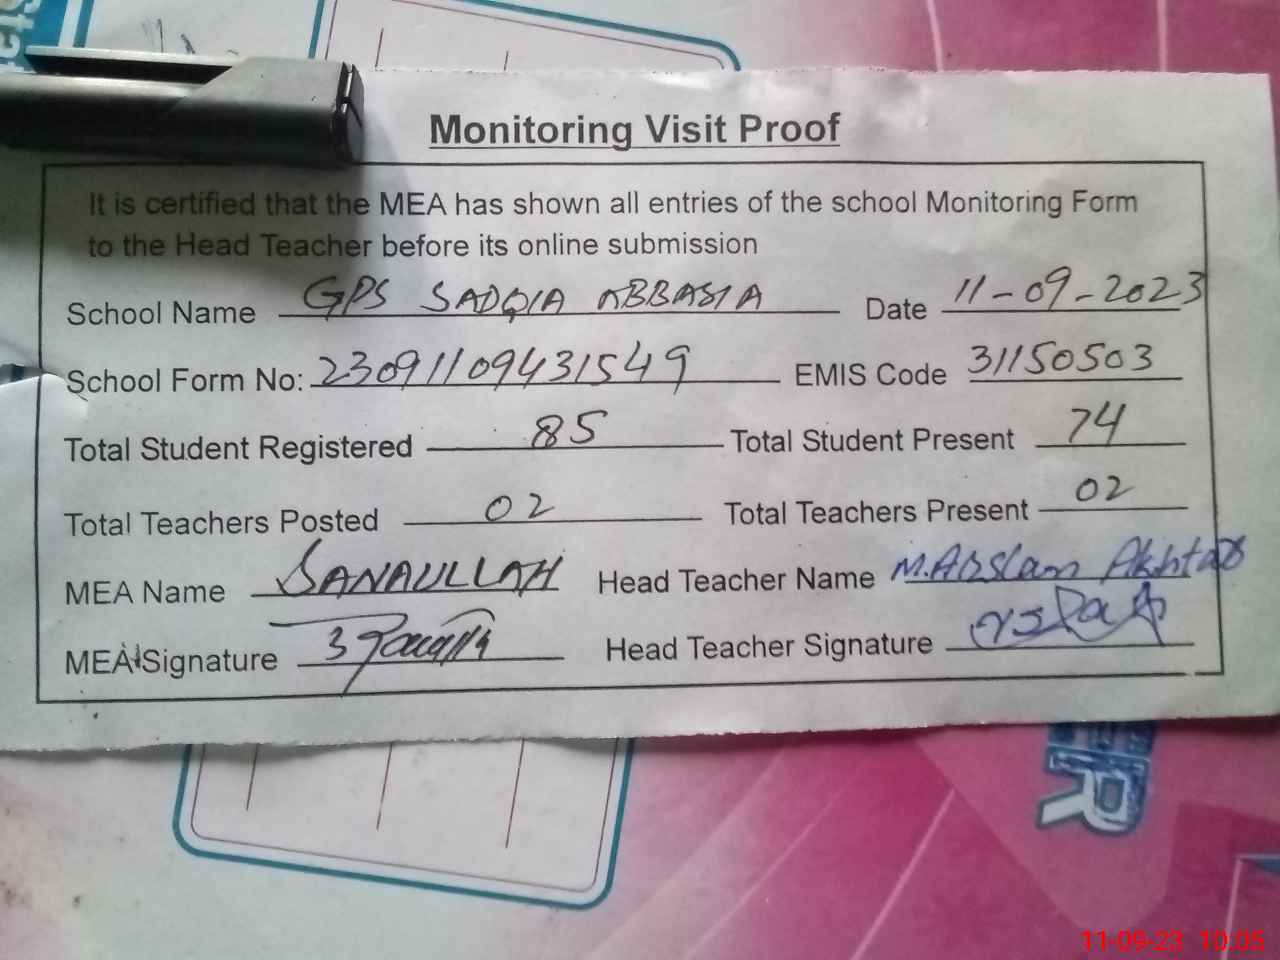 Monitoring Visit Proof
It is certified that the MEA has shown all entries of the school Monitoring Form
to the Head Teacher before its online submission
School Name GPS SADQIA ABBASIA Date 11-09-2023
School Form No: 23091109431549 EMIS Code 31150503
Total Student Registered 85 Total Student Present 74
Total Teachers Posted 02 Total Teachers Present 02
MEA Name SANAULLAH Head Teacher Name M.Arslan Akhtar
MEA Signature Head Teacher Signature
ER
11-09-23 10:05